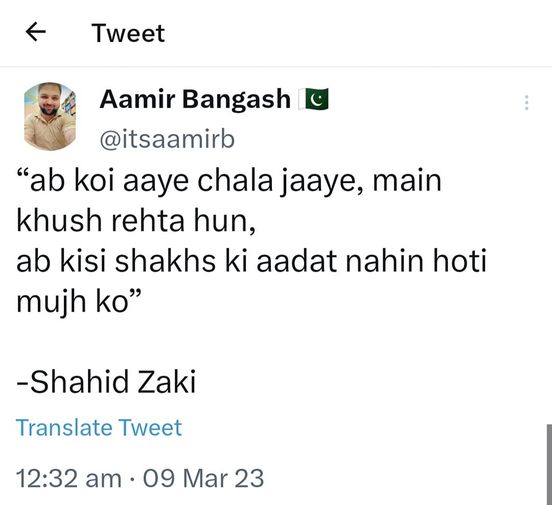 Tweet
Aamir Bangash 🇵🇰
@itsaamirb
“ab koi aaye chala jaaye, main
khush rehta hun,
ab kisi shakhs ki aadat nahin hoti
mujh ko”
-Shahid Zaki
Translate Tweet
12:32 am · 09 Mar 23